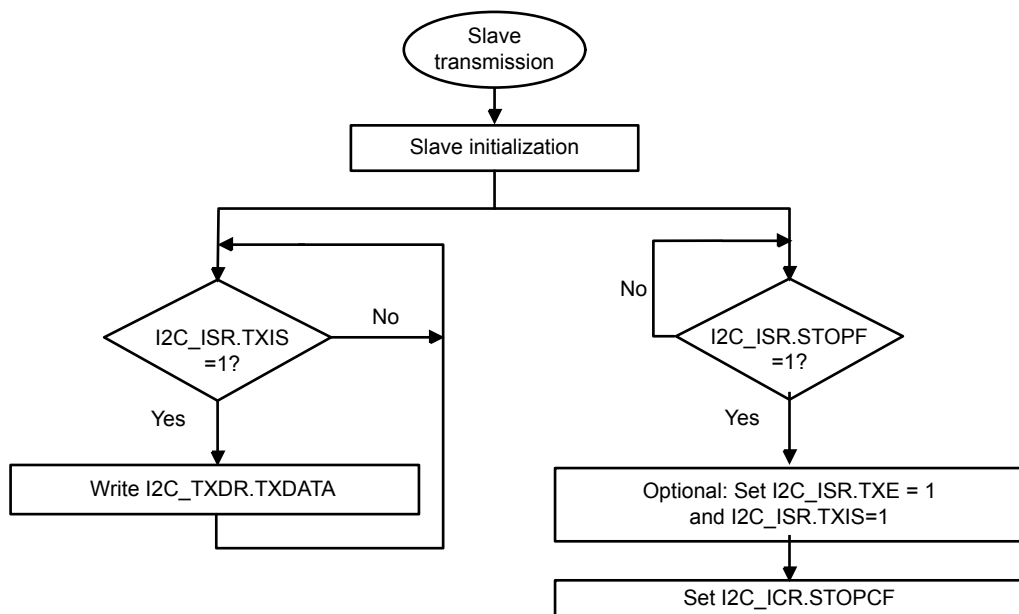 Slave
transmission
Slave initialization
I2C_ISR.TXIS
=1?
No
Yes
Write I2C_TXDR.TXDATA
No
I2C_ISR.STOPF
=1?
Yes
Optional: Set I2C_ISR.TXE = 1
and I2C_ISR.TXIS=1
Set I2C_ICR.STOPCF